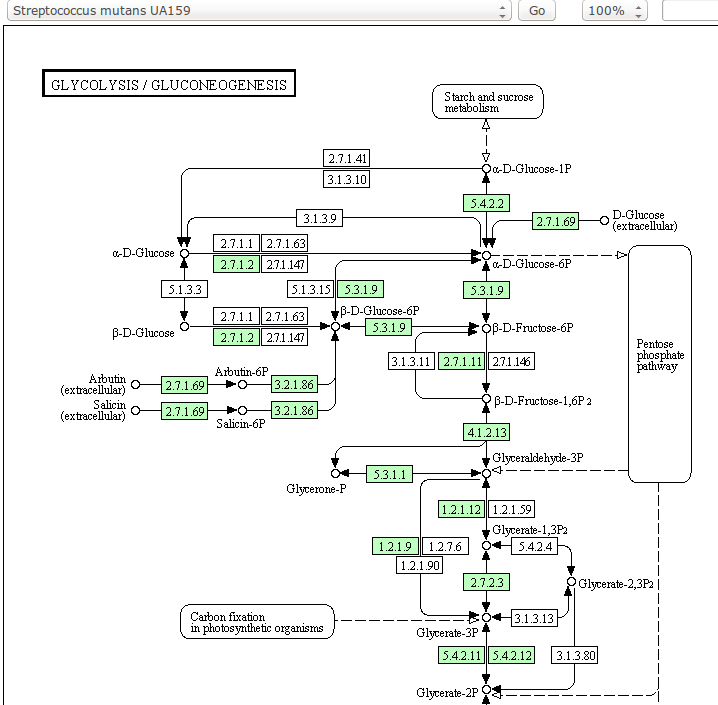 Streptococcus mutans UA159
Go
100%
GLYCOLYSIS / GLUCONEOGENESIS
Starch and sucrose
metabolism
2.7.1.41
3.1.3.10
α-D-Glucose-1P
5.4.2.2
3.1.3.9
2.7.1.69
D-Glucose
(extracellular)
α-D-Glucose
2.7.1.1
2.7.1.63
2.7.1.2
2.7.1.147
α-D-Glucose-6P
5.1.3.3
5.1.3.15
5.3.1.9
5.3.1.9
β-D-Glucose-6P
β-D-Glucose
2.7.1.1
2.7.1.63
2.7.1.2
2.7.1.147
5.3.1.9
β-D-Fructose-6P
Pentose
phosphate
pathway
3.1.3.11
2.7.1.11
2.7.1.146
Arbutin
(extracellular)
2.7.1.69
Arbutin-6P
3.2.1.86
Salicin
(extracellular)
2.7.1.69
Salicin-6P
3.2.1.86
β-D-Fructose-1,6P2
4.1.2.13
Glyceraldehyde-3P
5.3.1.1
Glycerone-P
1.2.1.12
1.2.1.59
Glycerate-1,3P2
1.2.1.9
1.2.7.6
1.2.1.90
5.4.2.4
2.7.2.3
Glycerate-2,3P2
Carbon fixation
in photosynthetic organisms
3.1.3.13
Glycerate-3P
5.4.2.11
5.4.2.12
3.1.3.80
Glycerate-2P